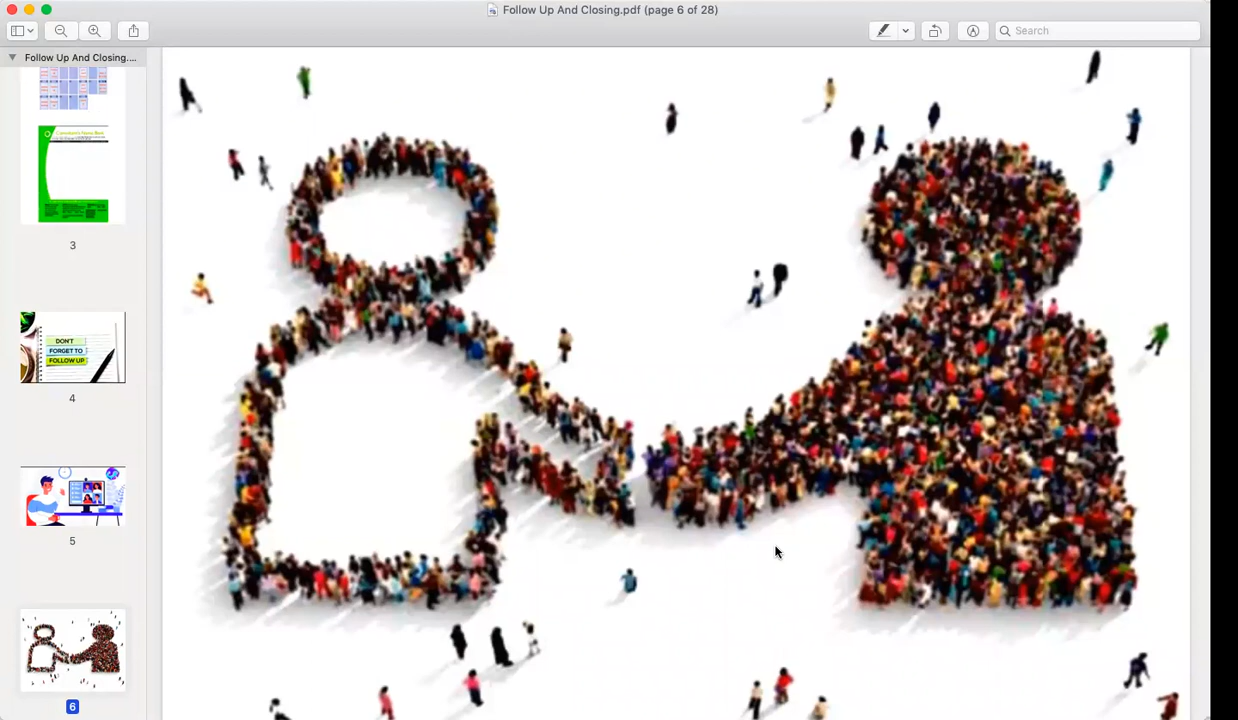 Follow Up And Closing.pdf (page 6 of 28)
Search
Follow Up And Closing....
3
DON'T
FORGET TO
FOLLOW UP
4
5
6